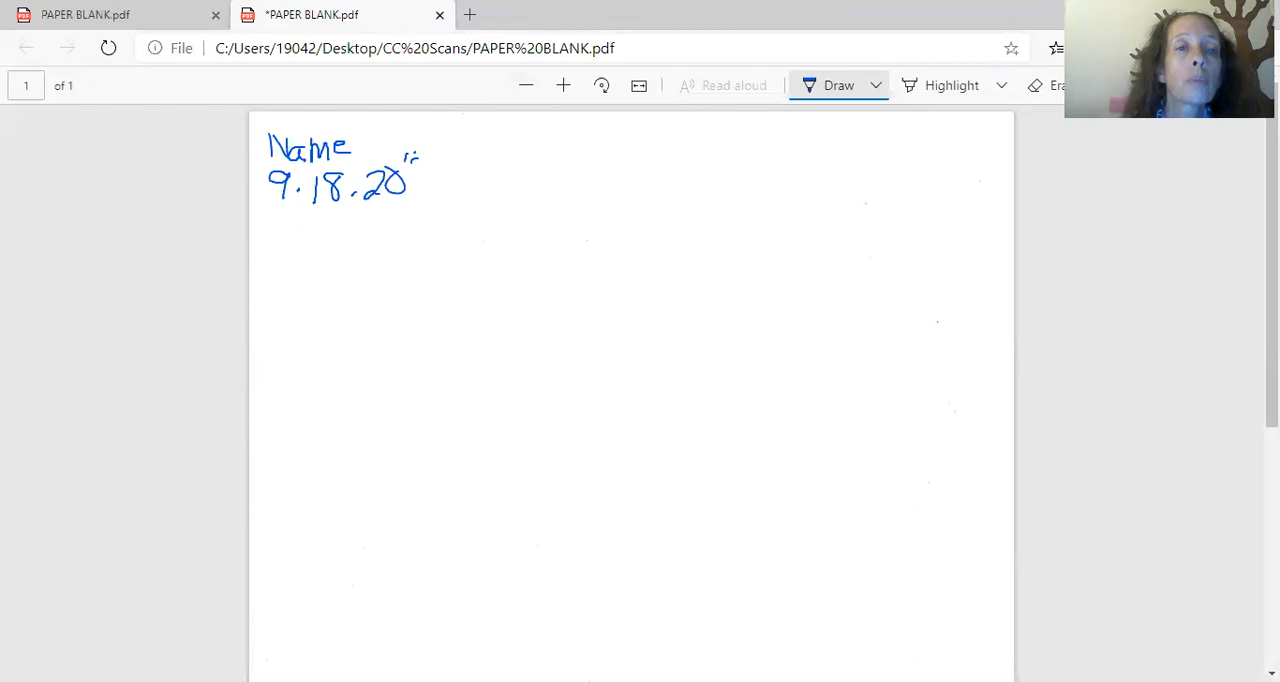 PAPER BLANK.pdf
*PAPER BLANK.pdf
File
C:/Users/19042/Desktop/CC%20Scans/PAPER%20BLANK.pdf
1 of 1
Read aloud
Draw
Highlight
Era
Name
9.18.20